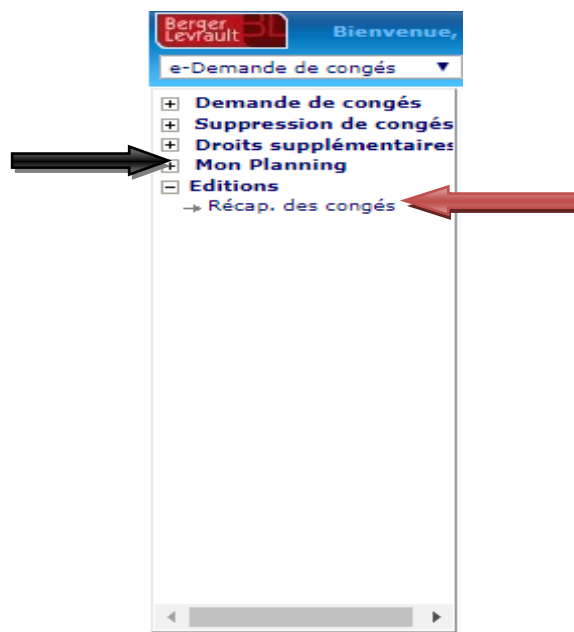 Berger
Levrault BL
Bienvenue,
e-Demande de congés
Demande de congés
Suppression de congés
Droits supplémentaires
Mon Planning
Editions
Récap. des congés